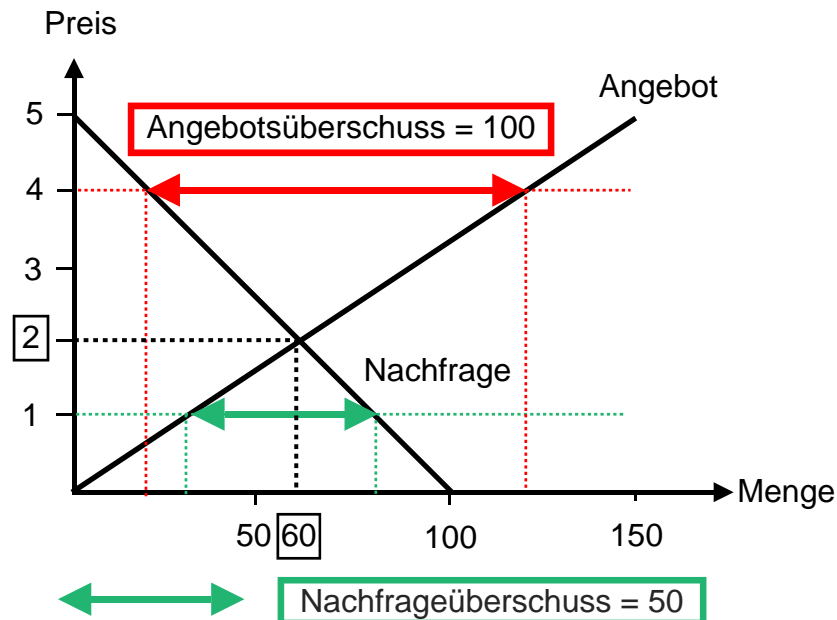 Preis
Angebot
5
Angebotsüberschuss = 100
4
3
2
Nachfrage
1
Menge
50 60 100 150
Nachfrageüberschuss = 50